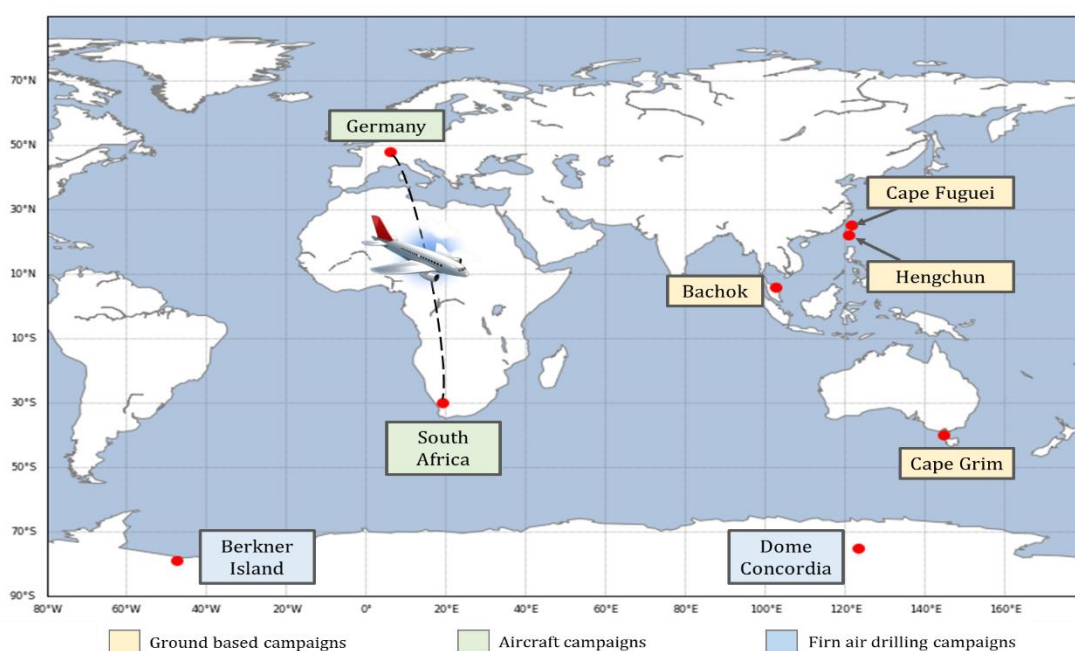 70°N
Germany
50°N
Cape Fuguei
30°N
Hengchun
10°N
Bachok
10°S
30°S
South
Africa
Cape Grim
50°S
70°S
Berkner
Island
Dome
Concordia
90°S
80°W
60°W
40°W
20°W
0°
20°E
40°E
60°E
80°E
100°E
120°E
140°E
160°E
Ground based campaigns
Aircraft campaigns
Firn air drilling campaigns